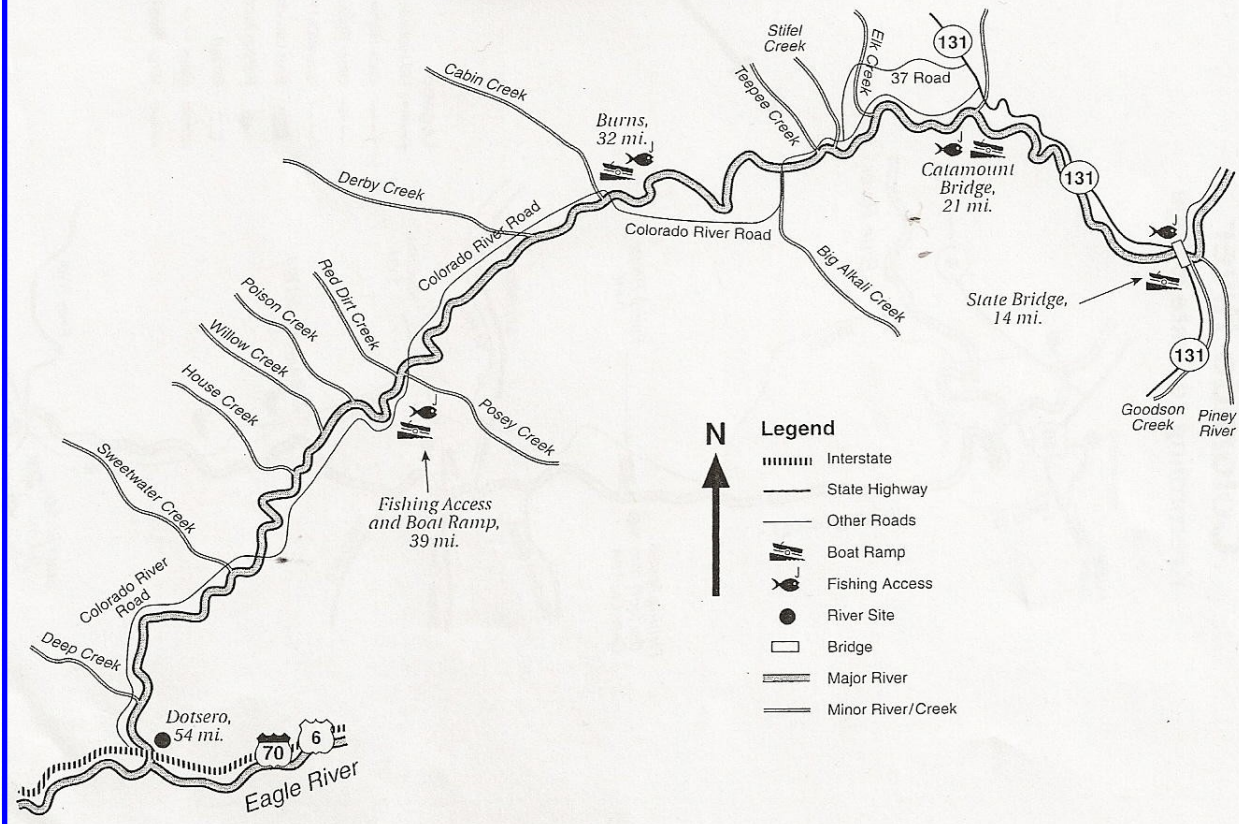 Stifel
Creek
Elk Creek
131
37 Road
Cabin Creek
Teepee Creek
Burns,
32 mi.
Catamount
Bridge,
21 mi.
131
Derby Creek
Colorado River Road
Colorado River Road
Big Alkali Creek
State Bridge,
14 mi.
Red Dirt Creek
Poison Creek
Willow Creek
House Creek
131
Posey Creek
Goodson
Creek
Piney
River
Sweetwater Creek
Fishing Access
and Boat Ramp,
39 mi.
N
Legend
Interstate
State Highway
Other Roads
Boat Ramp
Fishing Access
River Site
Bridge
Major River
Minor River/Creek
Colorado River
Road
Deep Creek
Dotsero,
54 mi.
70
6
Eagle River